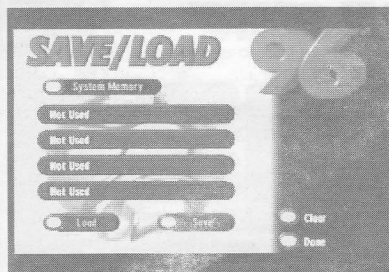 SAVE/LOAD
96
System Memory
Not Used
Not Used
Not Used
Not Used
Load
Save
Clear
Done